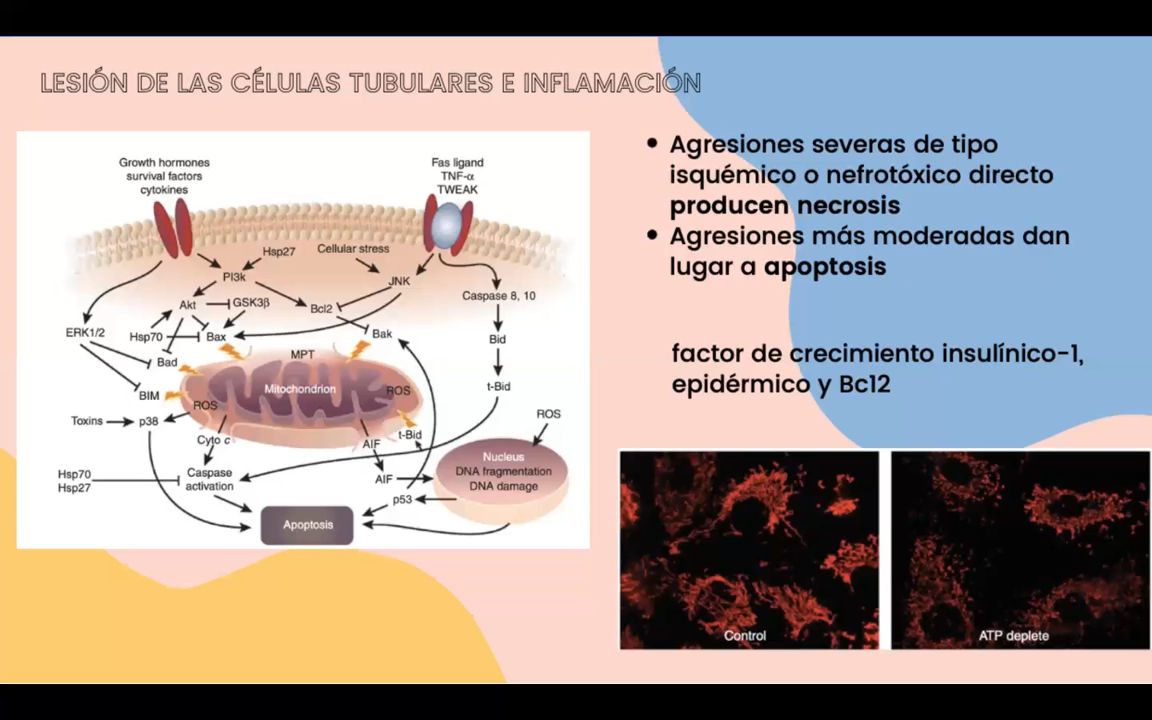 LESIÓN DE LAS CÉLULAS TUBULARES E INFLAMACIÓN
Growth hormones
survival factors
cytokines
Fas ligand
TNF-α
TWEAK
Hsp27
Cellular stress
PI3k
JNK
Akt
GSK3β
Bcl2
Caspase 8, 10
ERK1/2
Hsp70
Bax
Bak
Bid
MPT
Bad
Mitochondrion
ROS
t-Bid
BIM
ROS
Toxins
p38
ROS
Cyto c
AIF
t-Bid
Nucleus
DNA fragmentation
DNA damage
Hsp70
Hsp27
Caspase
activation
AIF
p53
Apoptosis
• Agresiones severas de tipo
isquémico o nefrotóxico directo
producen necrosis
• Agresiones más moderadas dan
lugar a apoptosis
factor de crecimiento insulínico-1,
epidérmico y Bc12
Control
ATP deplete